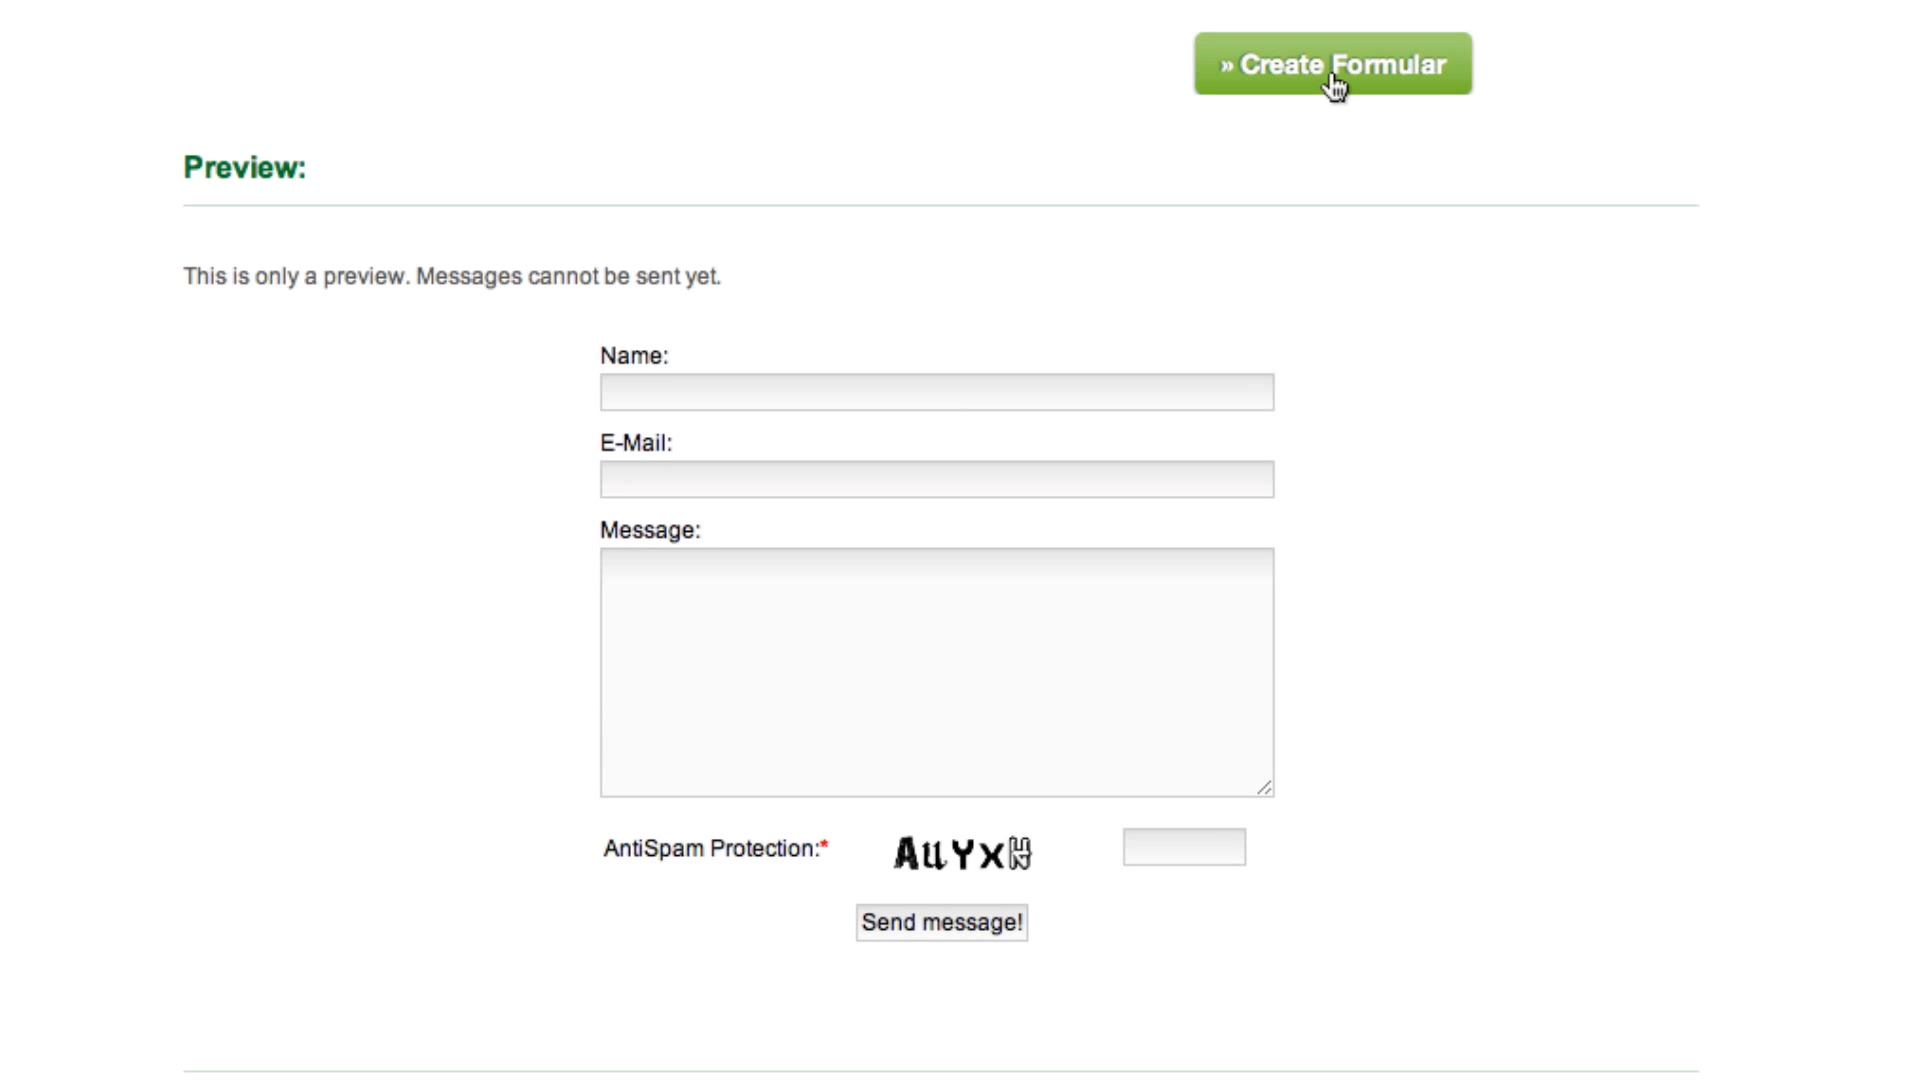 » Create Formular
Preview:
This is only a preview. Messages cannot be sent yet.
Name:
E-Mail:
Message:
AntiSpam Protection:*
Send message!